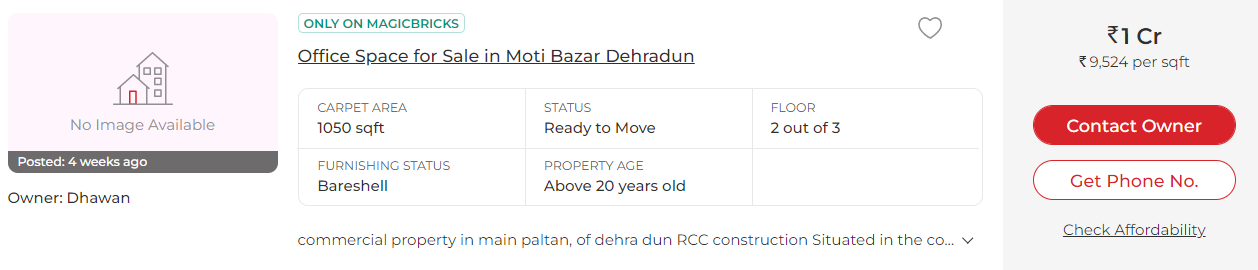 No Image Available
Posted: 4 weeks ago
Owner: Dhawan
ONLY ON MAGICBRICKS
Office Space for Sale in Moti Bazar Dehradun
CARPET AREA
1050 sqft
STATUS
Ready to Move
FLOOR
2 out of 3
FURNISHING STATUS
Bareshell
PROPERTY AGE
Above 20 years old
commercial property in main paltan, of dehra dun RCC construction Situated in the co...
₹1 Cr
₹ 9,524 per sqft
Contact Owner
Get Phone No.
Check Affordability